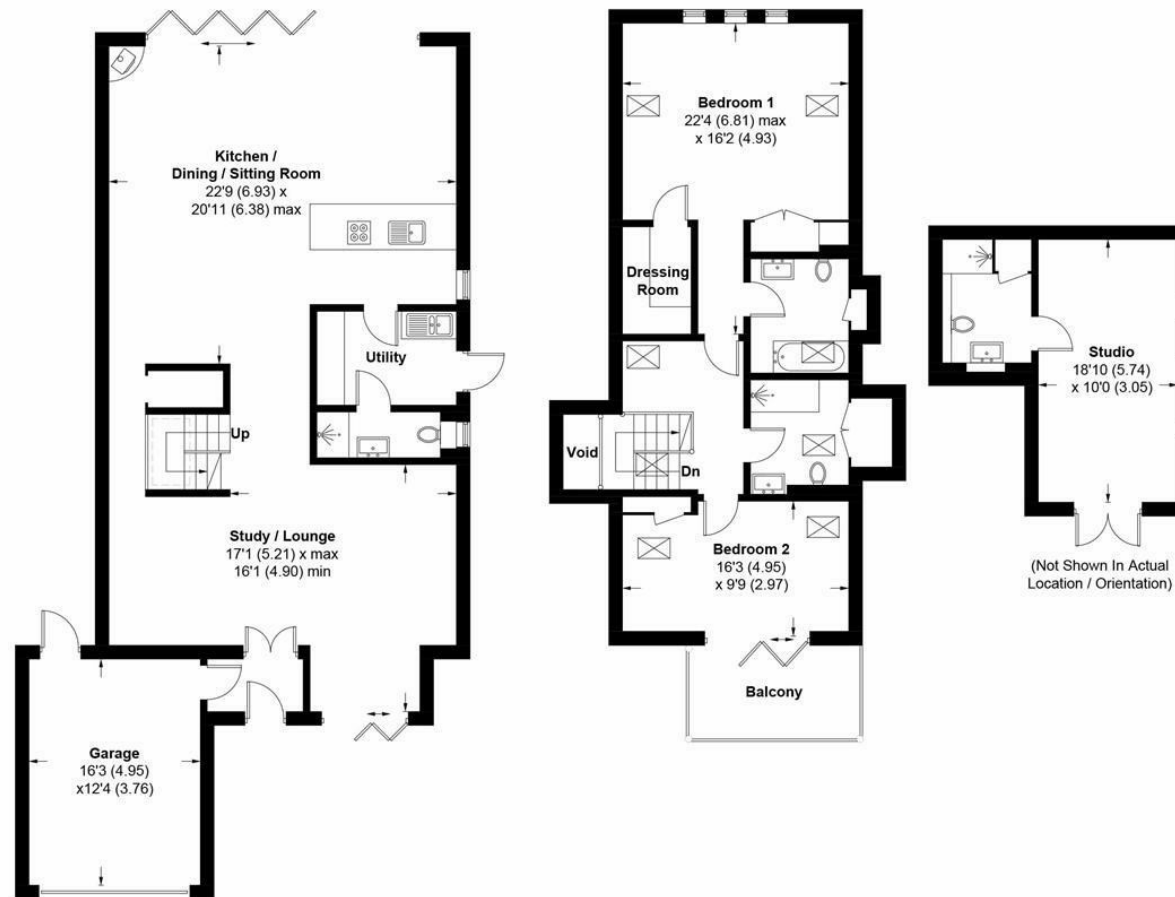 Kitchen /
Dining / Sitting Room
22'9 (6.93) x
20'11 (6.38) max
Utility
Up
Study / Lounge
17'1 (5.21) x max
16'1 (4.90) min
Garage
16'3 (4.95)
x12'4 (3.76)
Bedroom 1
22'4 (6.81) max
x 16'2 (4.93)
Dressing
Room
Void
Dn
Bedroom 2
16'3 (4.95)
x 9'9 (2.97)
Balcony
Studio
18'10 (5.74)
x 10'0 (3.05)
(Not Shown In Actual
Location / Orientation)